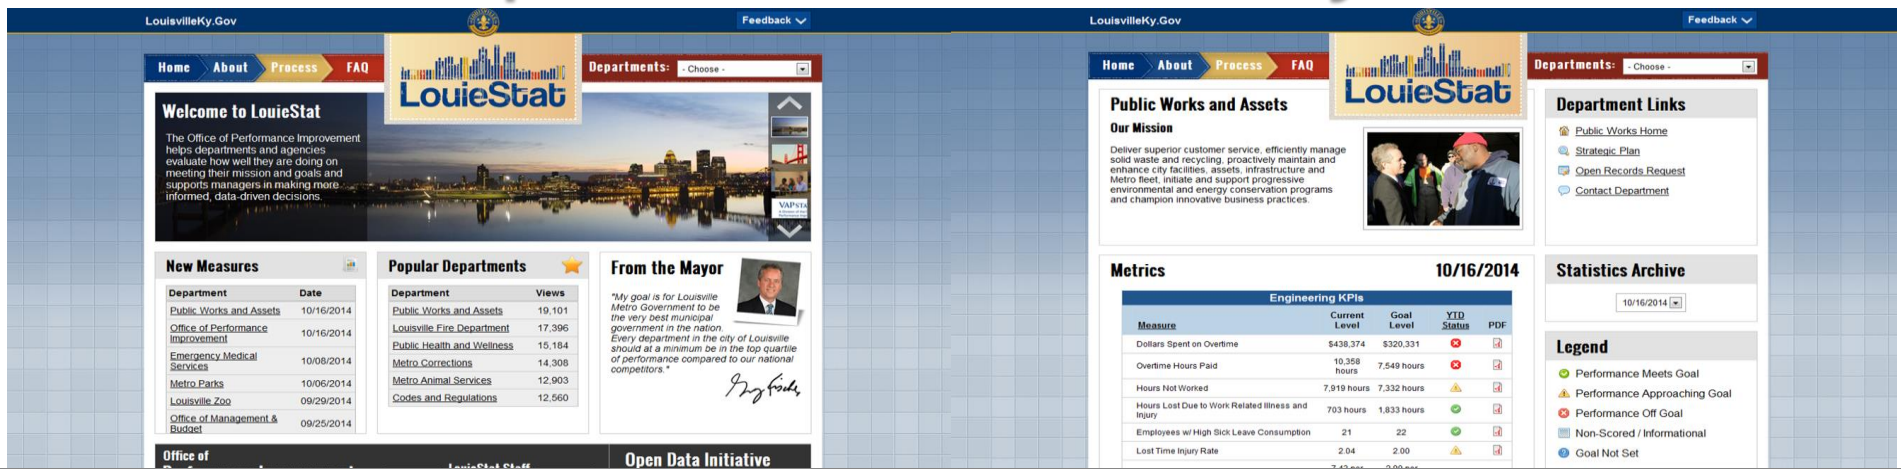 LouisvilleKy.Gov
Feedback
Home About Process FAQ
LouieStat
Departments: - Choose -
Welcome to LouieStat
The Office of Performance Improvement
helps departments and agencies
evaluate how well they are doing on
meeting their mission and goals and
supports managers in making more
informed, data-driven decisions.
New Measures
Department Date
Public Works and Assets 10/16/2014
Office of Performance
Improvement 10/16/2014
Emergency Medical
Services 10/08/2014
Metro Parks 10/06/2014
Louisville Zoo 09/29/2014
Office of Management &
Budget 09/25/2014
Popular Departments
Department Views
Public Works and Assets 19,101
Louisville Fire Department 17,396
Public Health and Wellness 15,184
Metro Corrections 14,308
Metro Animal Services 12,903
Codes and Regulations 12,560
From the Mayor
"My goal is for Louisville
Metro Government to be
the very best municipal
government in the nation.
Every department in the city of Louisville
should at a minimum be in the top quartile
of performance compared to our national
competitors."
Office of
LouieStat Staff
Open Data Initiative
LouisvilleKy.Gov
Feedback
Home About Process FAQ
LouieStat
Departments: - Choose -
Public Works and Assets
Our Mission
Deliver superior customer service, efficiently manage
solid waste and recycling, proactively maintain and
enhance city facilities, assets, infrastructure and
Metro fleet, initiate and support progressive
environmental and energy conservation programs
and champion innovative business practices.
Department Links
Public Works Home
Strategic Plan
Open Records Request
Contact Department
Metrics 10/16/2014
Engineering KPIs
Measure Current Level Goal Level YTD Status PDF
Dollars Spent on Overtime $438,374 $320,331
Overtime Hours Paid 10,358 hours 7,549 hours
Hours Not Worked 7,919 hours 7,332 hours
Hours Lost Due to Work Related Illness and
Injury 703 hours 1,833 hours
Employees w/ High Sick Leave Consumption 21 22
Lost Time Injury Rate 2.04 2.00
Statistics Archive
10/16/2014
Legend
Performance Meets Goal
Performance Approaching Goal
Performance Off Goal
Non-Scored / Informational
Goal Not Set